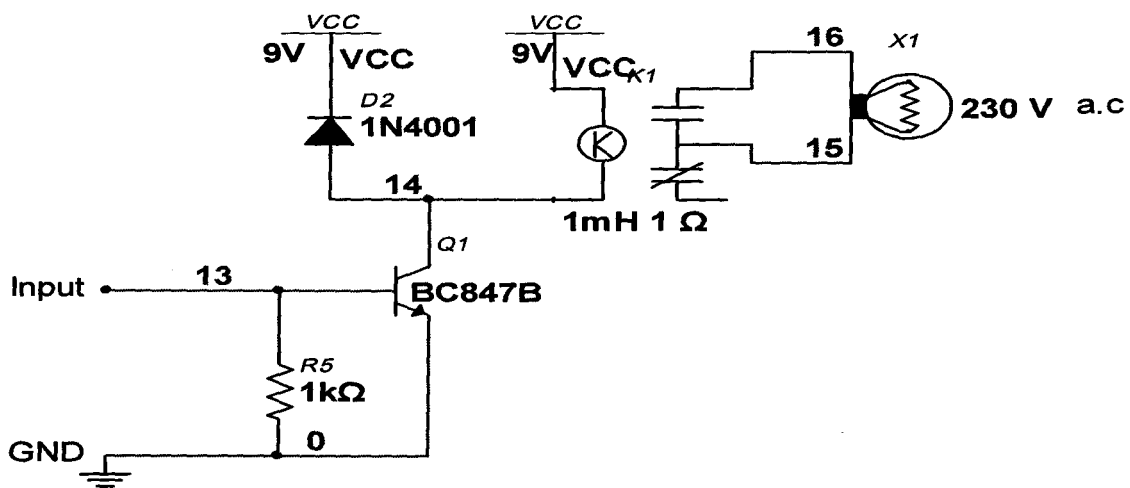 VCC
9V
VCC
D2
1N4001
VCC
9V
VCC
K1
16
X1
230 V a.c
15
14
K
1mH 1 Ω
Q1
Input
13
BC847B
R5
1kΩ
GND
0